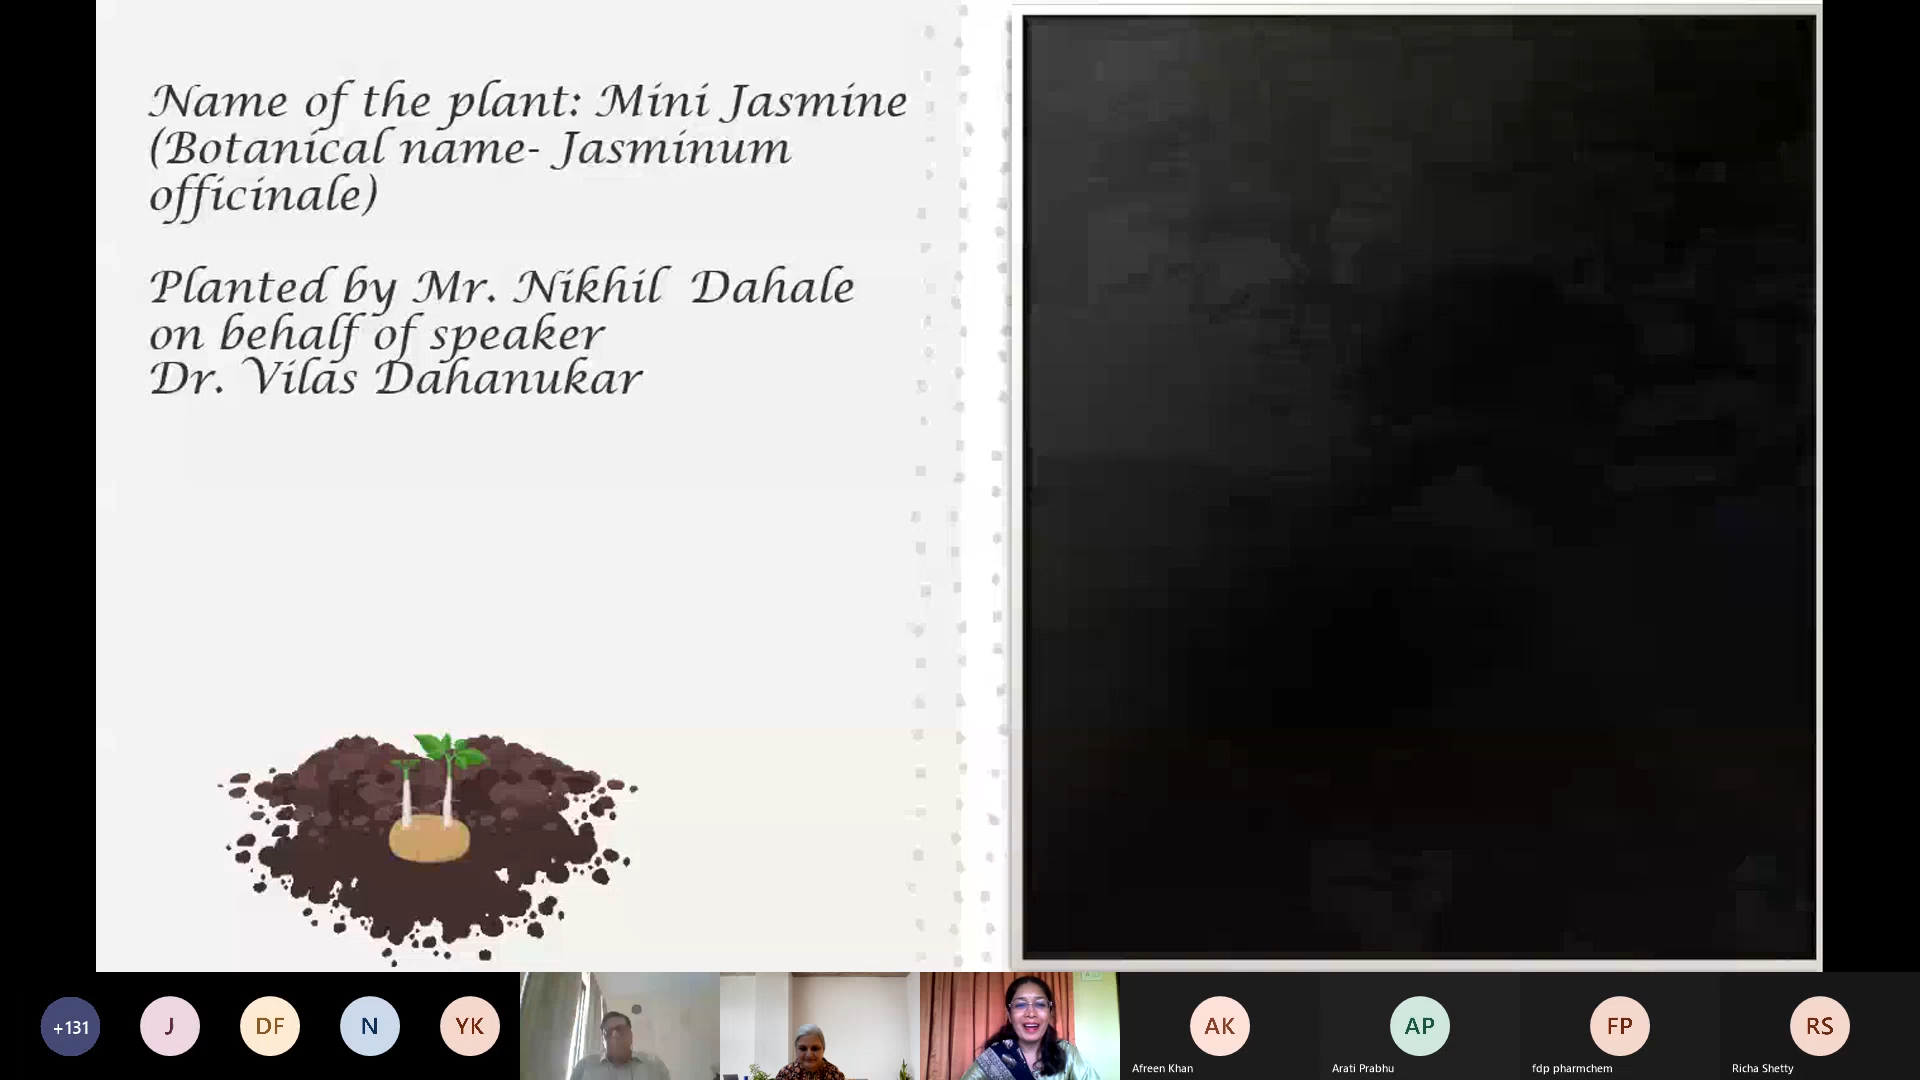 Name of the plant: Mini Jasmine
(Botanical name- Jasminum
officinale)
Planted by Mr. Nikhil Dahale
on behalf of speaker
Dr. Vilas Dahanukar
+131
J
DF
N
YK
AK
AP
FP
RS
Afreen Khan
Arati Prabhu
fdp pharmchem
Richa Shetty